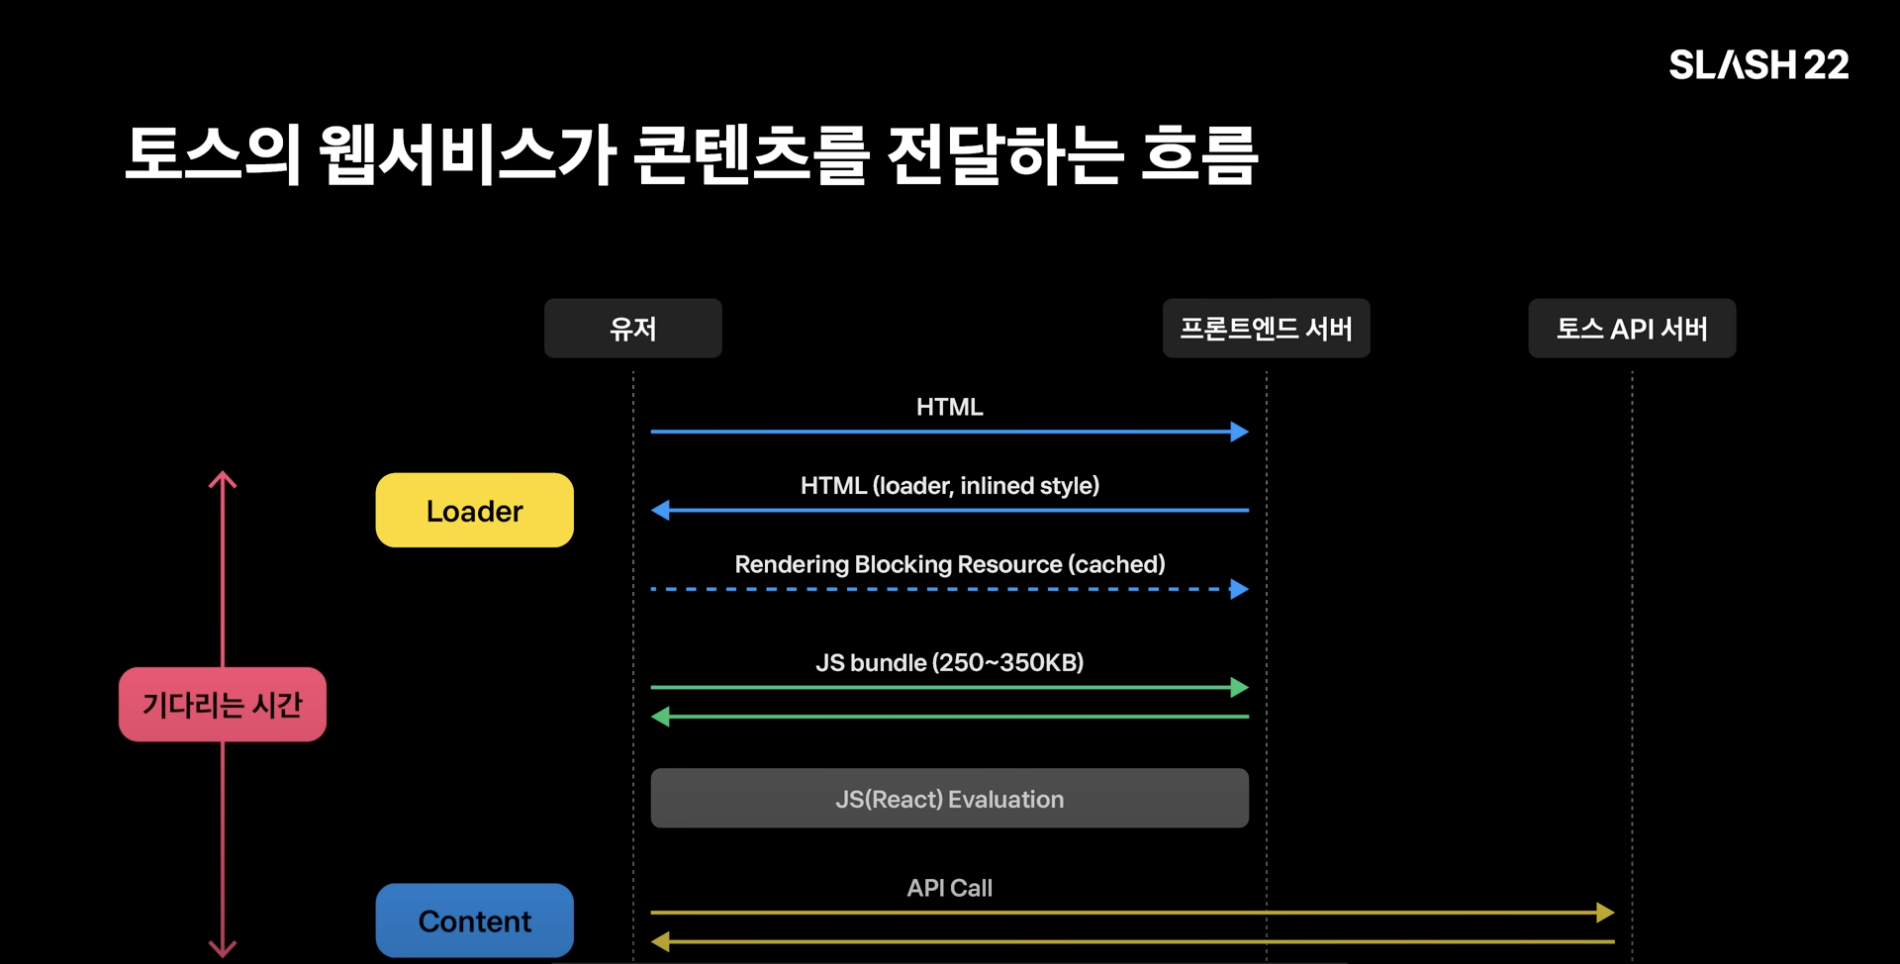 SLASH 22
토스의 웹서비스가 콘텐츠를 전달하는 흐름
유저
프론트엔드 서버
토스 API 서버
HTML
HTML (loader, inlined style)
Loader
Rendering Blocking Resource (cached)
JS bundle (250~350KB)
기다리는 시간
JS(React) Evaluation
API Call
Content